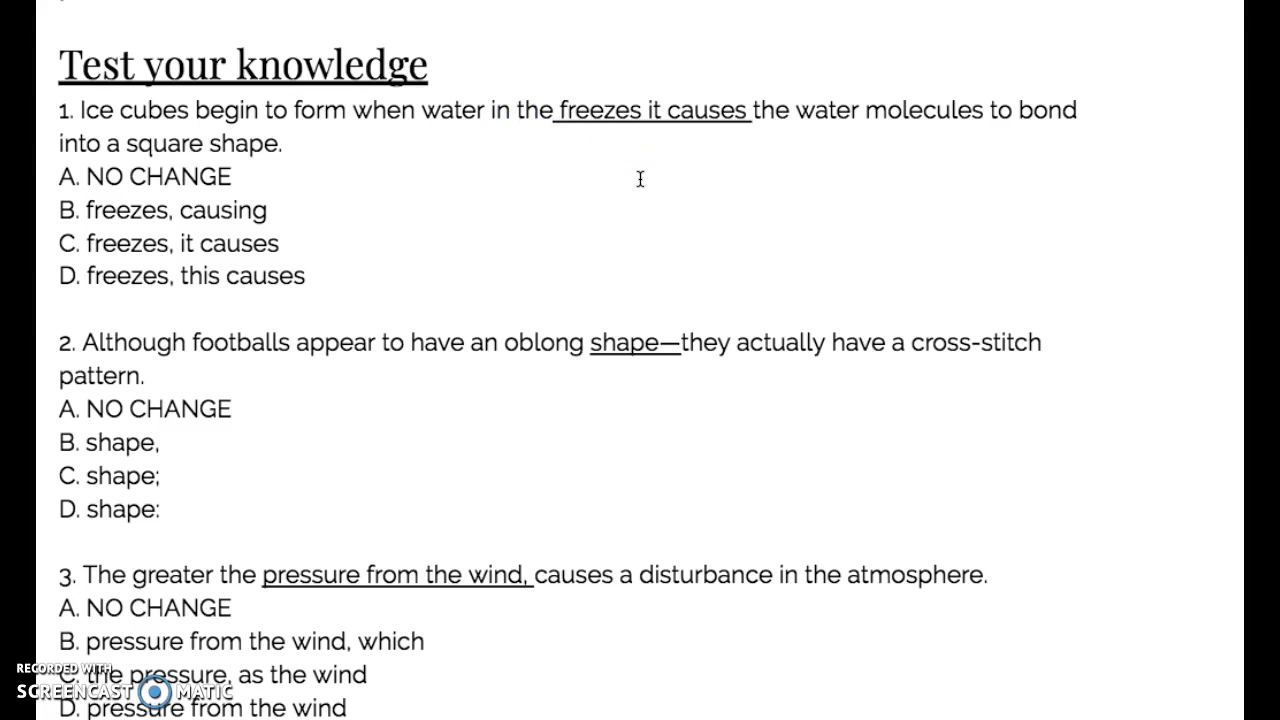 Test your knowledge
1. Ice cubes begin to form when water in the freezes it causes the water molecules to bond
into a square shape.
A. NO CHANGE
B. freezes, causing
C. freezes, it causes
D. freezes, this causes
2. Although footballs appear to have an oblong shape—they actually have a cross-stitch
pattern.
A. NO CHANGE
B. shape,
C. shape;
D. shape:
3. The greater the pressure from the wind, causes a disturbance in the atmosphere.
A. NO CHANGE
B. pressure from the wind, which
RECORDED WITH
C. the pressure, as the wind
SCREENCAST MATIC
D. pressure from the wind